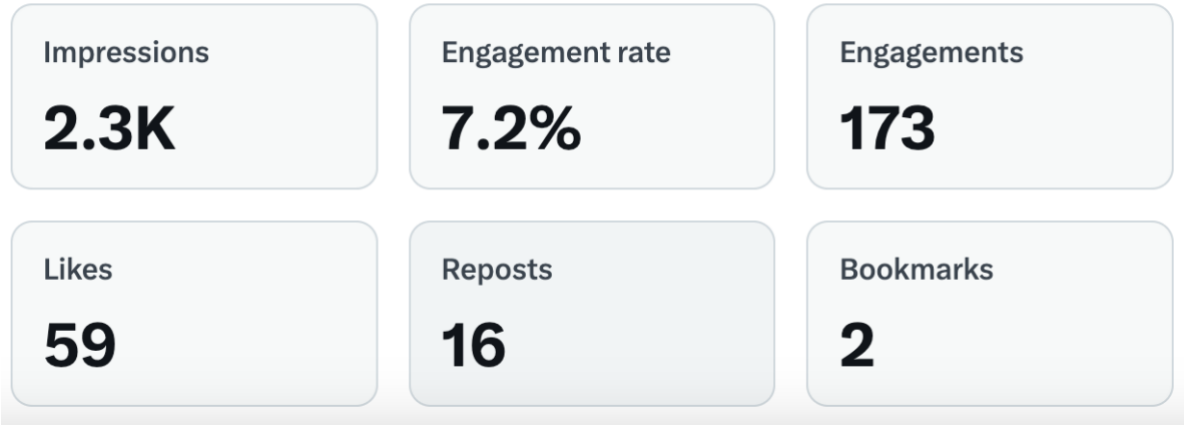 Impressions
2.3K
Engagement rate
7.2%
Engagements
173
Likes
59
Reposts
16
Bookmarks
2